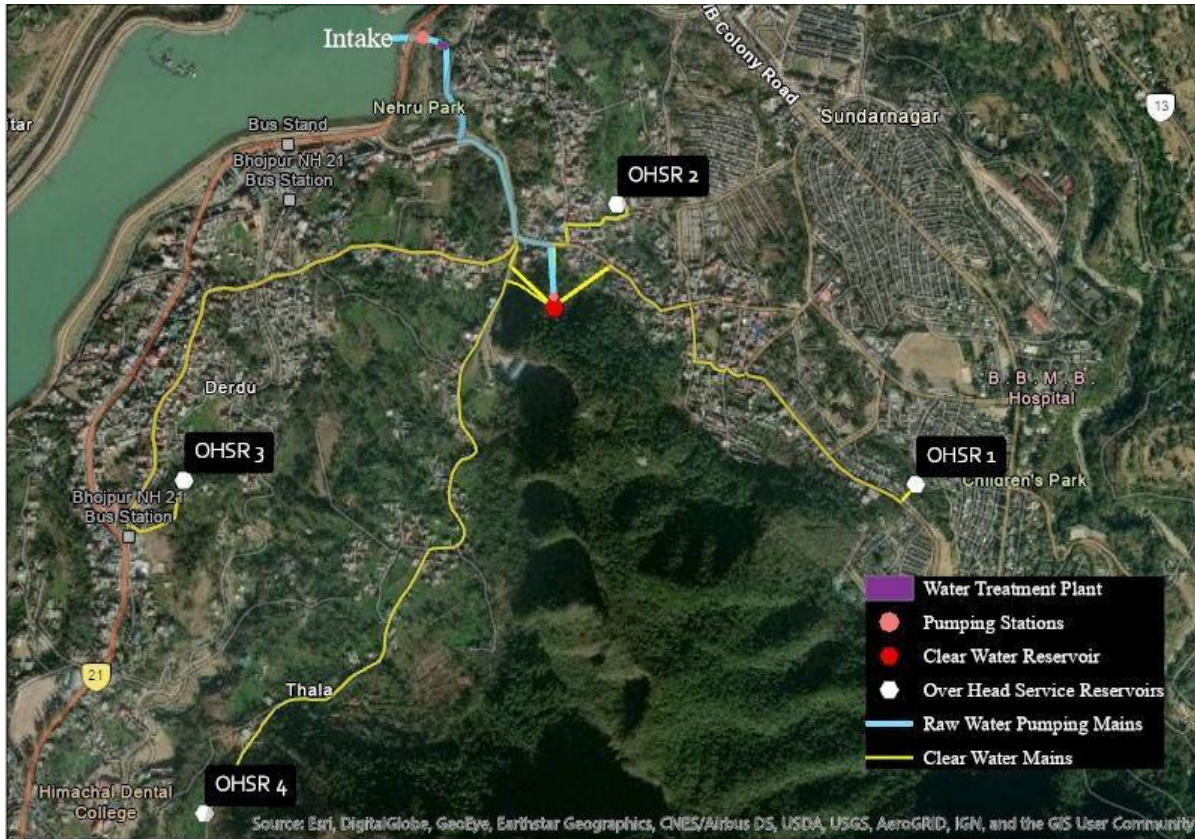 Intake
Nehru Park
Bus Stand
Bhojpur NH 21
Bus Station
Colony Road
Sundarnagar
13
OHSR 2
B . B . M . B .
Hospital
Derdu
OHSR 3
Bhojpur NH 21
Bus Station
OHSR 1
Children's Park
21
Thala
OHSR 4
Himachal Dental
College
Water Treatment Plant
Pumping Stations
Clear Water Reservoir
Over Head Service Reservoirs
Raw Water Pumping Mains
Clear Water Mains
Source: Esri, DigitalGlobe, GeoEye, Earthstar Geographics, CNES/Airbus DS, USDA, USGS, AeroGRID, IGN, and the GIS User Community